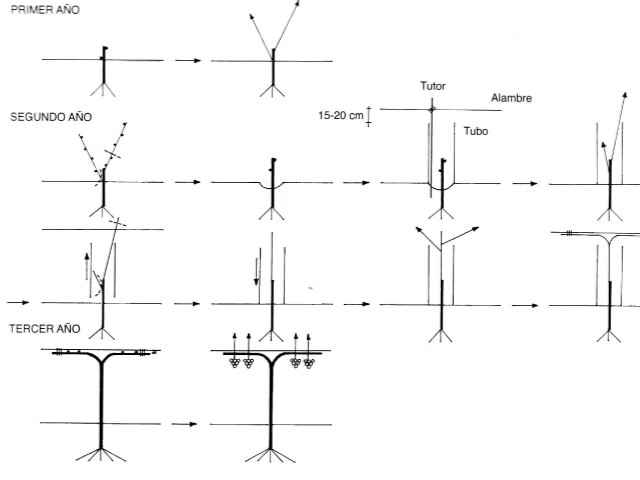 PRIMER AÑO
Tutor
Alambre
SEGUNDO AÑO
15-20 cm
Tubo
TERCER AÑO